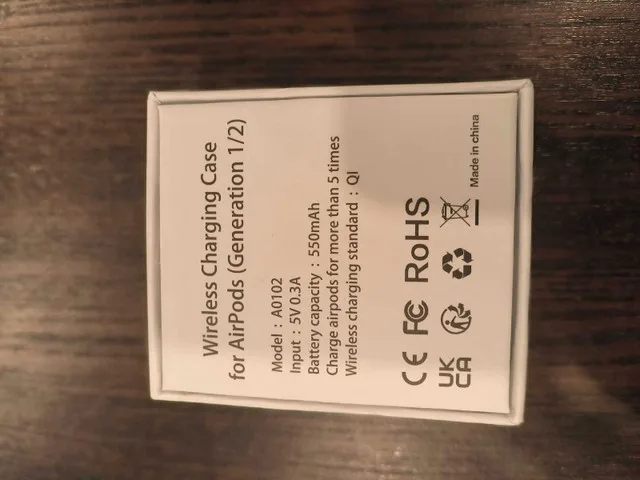 Wireless Charging Case
for AirPods (Generation 1/2)
Model : A0102
Input : 5V 0.3A
Battery capacity : 550mAh
Charge airpods for more than 5 times
Wireless charging standard : QI
CE FC RoHS
UK
CA
Made in china